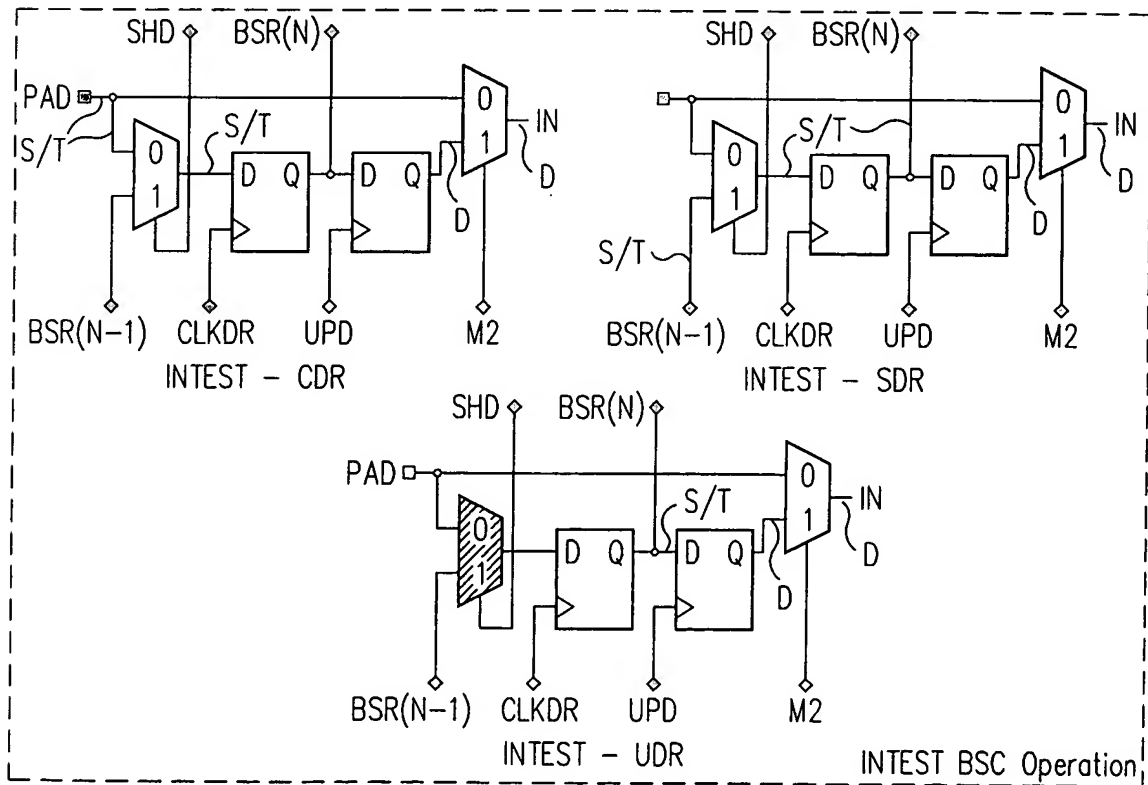 SHD BSR(N)
PAD
S/T
0
1
S/T
D Q
D Q
0
1
IN
D
D
BSR(N-1) CLKDR UPD M2
INTEST - CDR
SHD BSR(N)
0
1
S/T
S/T
S/T
D Q
D Q
0
1
IN
D
D
BSR(N-1) CLKDR UPD M2
INTEST - SDR
SHD BSR(N)
PAD
0
1
D Q
S/T
D Q
0
1
IN
D
D
BSR(N-1) CLKDR UPD M2
INTEST - UDR
INTEST BSC Operation